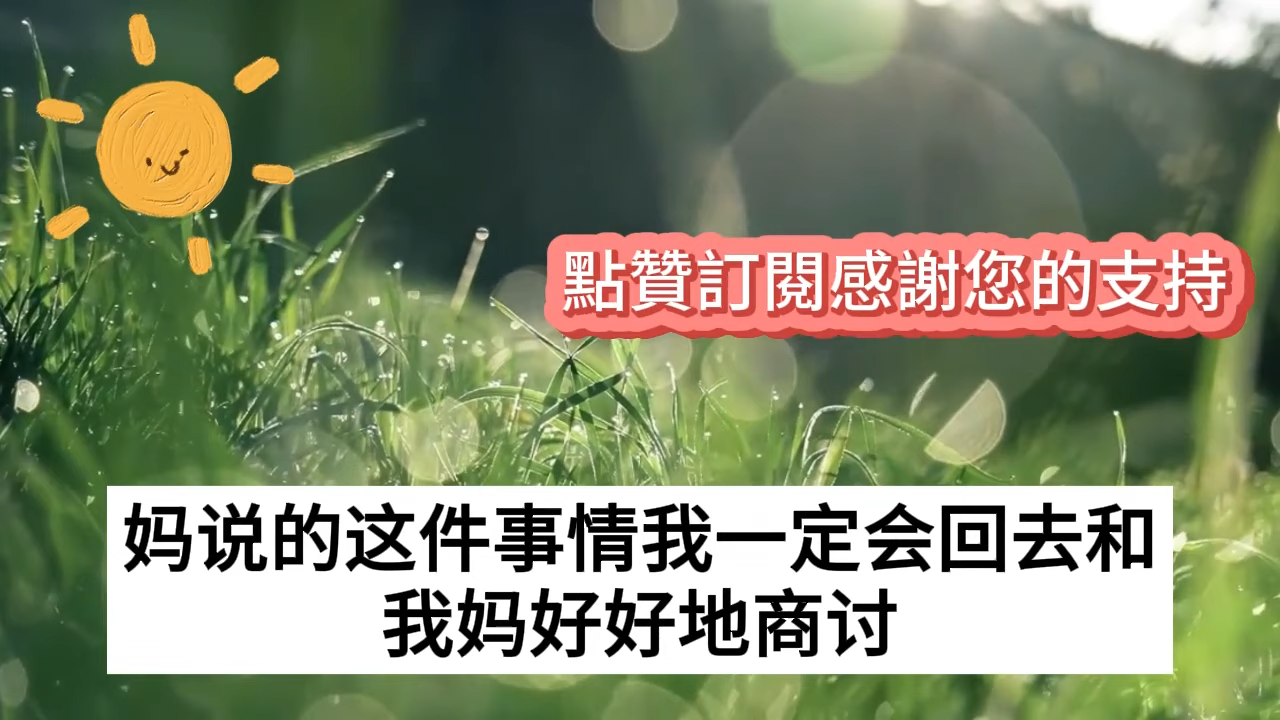 點贊訂閱感謝您的支持
妈说的这件事情我一定会回去和
我妈好好地商讨